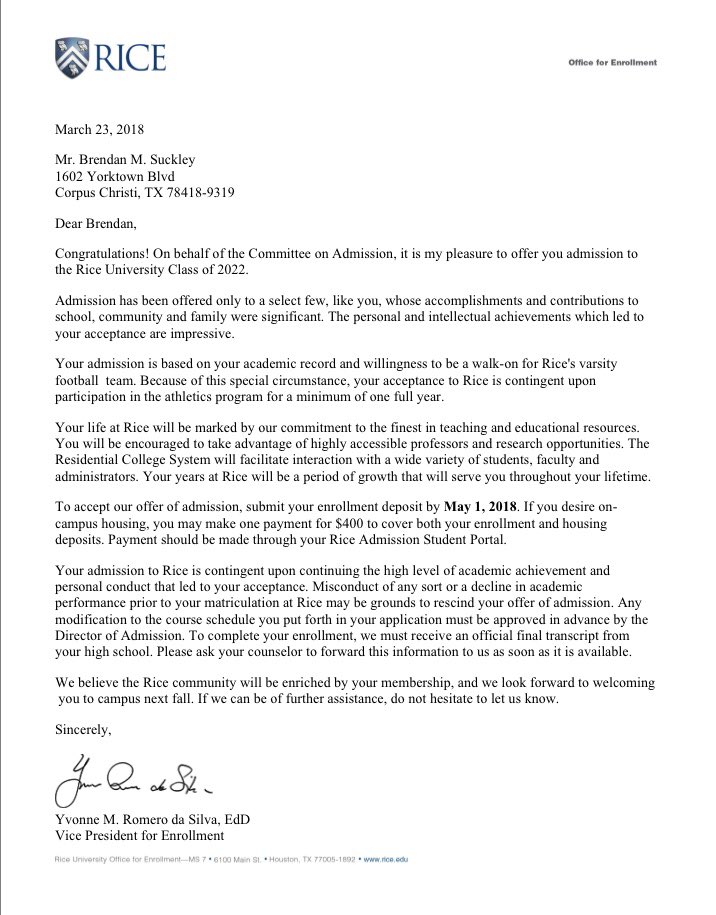 RICE
Office for Enrollment
March 23, 2018
Mr. Brendan M. Suckley
1602 Yorktown Blvd
Corpus Christi, TX 78418-9319
Dear Brendan,
Congratulations! On behalf of the Committee on Admission, it is my pleasure to offer you admission to
the Rice University Class of 2022.
Admission has been offered only to a select few, like you, whose accomplishments and contributions to
school, community and family were significant. The personal and intellectual achievements which led to
your acceptance are impressive.
Your admission is based on your academic record and willingness to be a walk-on for Rice's varsity
football  team. Because of this special circumstance, your acceptance to Rice is contingent upon
participation in the athletics program for a minimum of one full year.
Your life at Rice will be marked by our commitment to the finest in teaching and educational resources.
You will be encouraged to take advantage of highly accessible professors and research opportunities. The
Residential College System will facilitate interaction with a wide variety of students, faculty and
administrators. Your years at Rice will be a period of growth that will serve you throughout your lifetime.
To accept our offer of admission, submit your enrollment deposit by May 1, 2018. If you desire on-
campus housing, you may make one payment for $400 to cover both your enrollment and housing
deposits. Payment should be made through your Rice Admission Student Portal.
Your admission to Rice is contingent upon continuing the high level of academic achievement and
personal conduct that led to your acceptance. Misconduct of any sort or a decline in academic
performance prior to your matriculation at Rice may be grounds to rescind your offer of admission. Any
modification to the course schedule you put forth in your application must be approved in advance by the
Director of Admission. To complete your enrollment, we must receive an official final transcript from
your high school. Please ask your counselor to forward this information to us as soon as it is available.
We believe the Rice community will be enriched by your membership, and we look forward to welcoming
you to campus next fall. If we can be of further assistance, do not hesitate to let us know.
Sincerely,
Yvonne M. Romero da Silva, EdD
Vice President for Enrollment
Rice University Office for Enrollment—MS 7 • 6100 Main St. • Houston, TX 77005-1892 • www.rice.edu